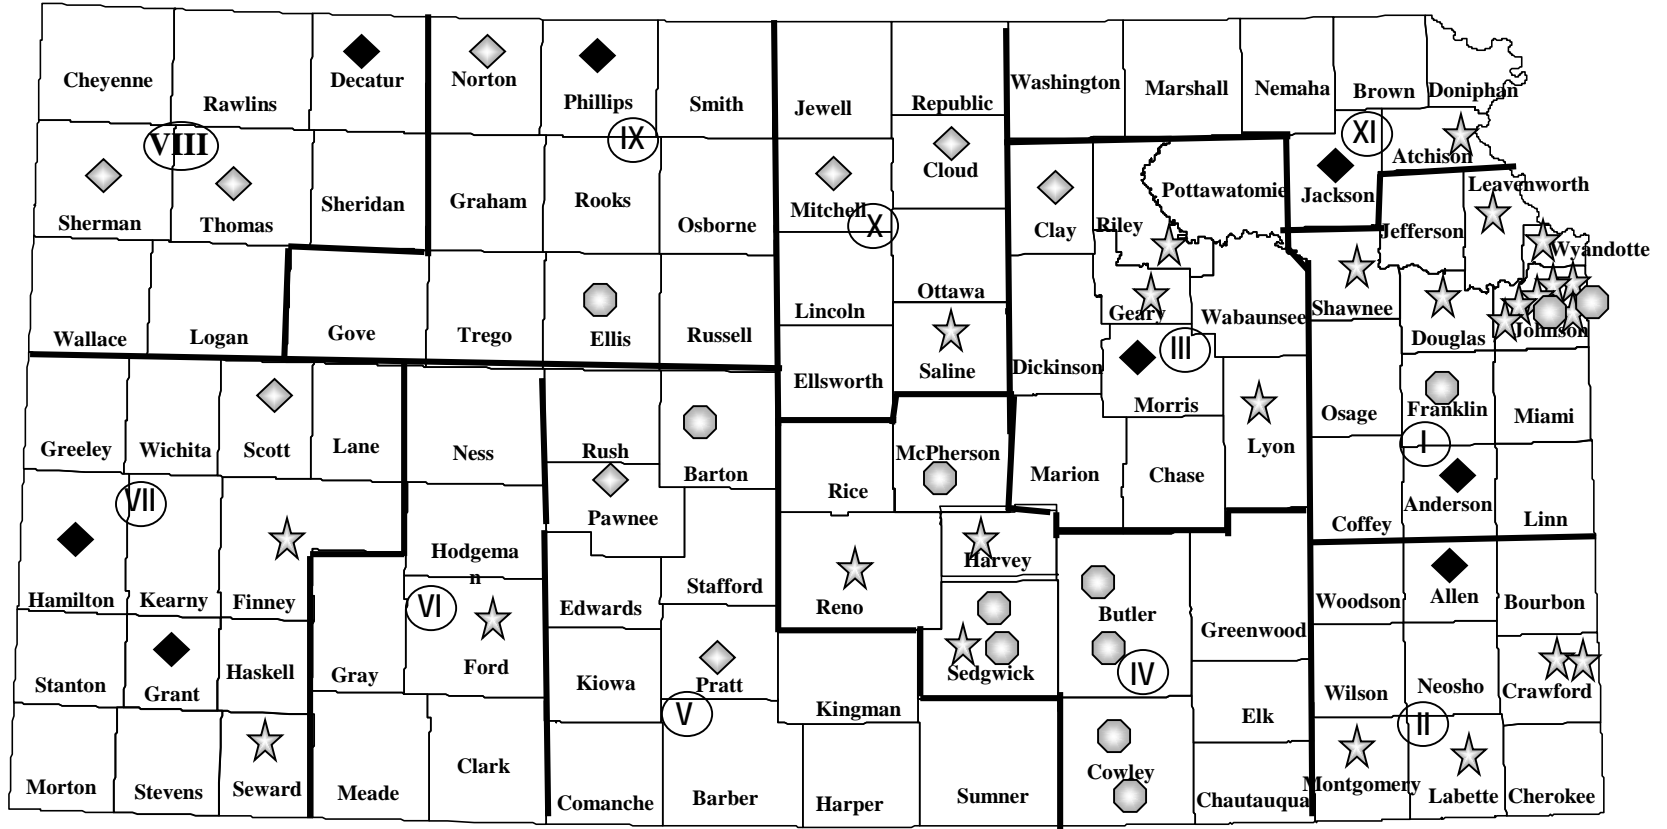 Cheyenne
Rawlins
Decatur
Norton
Phillips
Smith
Jewell
Republic
Washington
Marshall
Nemaha
Brown
Doniphan
VIII
IX
XI
Atchison
Sherman
Thomas
Sheridan
Graham
Rooks
Osborne
Mitchell
X
Cloud
Clay
Riley
Pottawatomie
Jackson
Jefferson
Leavenworth
Wyandotte
Wallace
Logan
Gove
Trego
Ellis
Russell
Lincoln
Ottawa
Saline
Ellsworth
Dickinson
Geary
Wabaunsee
III
Morris
Shawnee
Douglas
Johnson
Greeley
Wichita
Scott
Lane
Ness
Rush
Barton
Pawnee
Rice
McPherson
Marion
Chase
Lyon
Osage
Franklin
Miami
I
Anderson
Coffey
Linn
VII
Hamilton
Kearny
Finney
Hodgema
n
VI
Ford
Gray
Edwards
Stafford
Reno
Harvey
Sedgwick
Butler
IV
Greenwood
Woodson
Allen
Bourbon
Stanton
Grant
Haskell
Kiowa
Pratt
V
Kingman
Elk
Wilson
Neosho
Crawford
II
Morton
Stevens
Seward
Meade
Clark
Comanche
Barber
Harper
Sumner
Cowley
Chautauqua
Montgomery
Labette
Cherokee